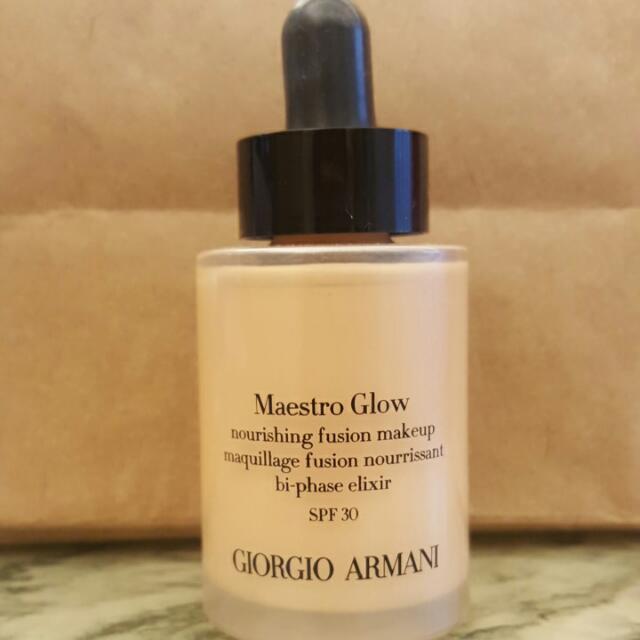 Maestro Glow
nourishing fusion makeup
maquillage fusion nourrissant
bi-phase elixir
SPF 30
GIORGIO ARMANI